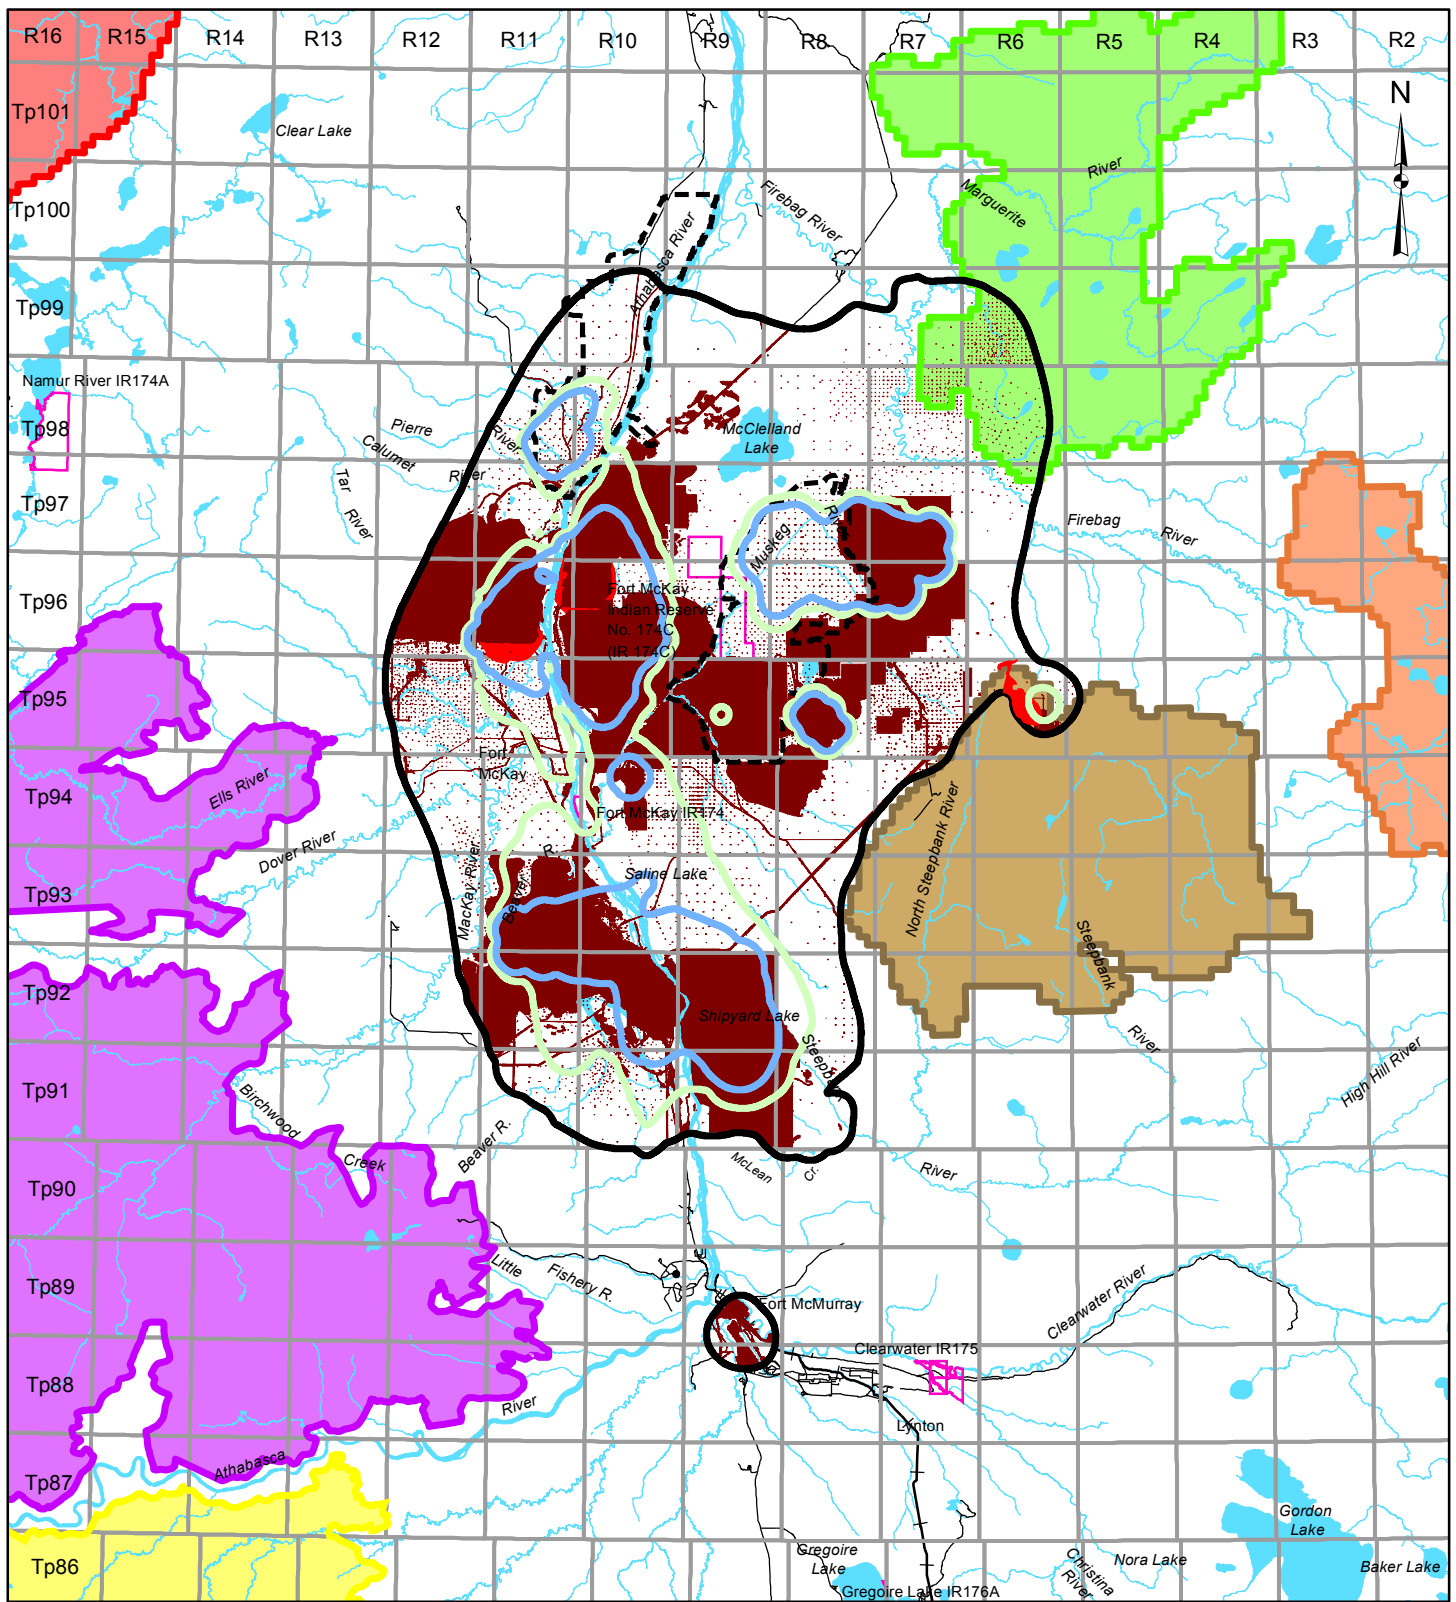 R16 R15 R14 R13 R12 R11 R10 R9 R8 R7 R6 R5 R4 R3 R2
N
Tp101
Clear Lake
River
Marguerite
Tp100
Firebag River
Athabasca River
Tp99
Namur River IR174A
Tp98
Pierre
River
Calumet
River
McClelland
Lake
Tar
River
Tp97
Muskeg
River
Firebag
River
Tp96
Fort McKay
Indian Reserve
No. 174C
(IR 174C)
Tp95
Fort
McKay
Ells River
Tp94
Fort McKay IR174
North Steepbank River
Dover River
MacKay River
Beaver
R.
Saline Lake
Tp93
Steepbank
River
Tp92
Shipyard Lake
Steepb
High Hill River
Tp91
Birchwood
Creek
Beaver R.
McLean
Cr.
River
Tp90
Little
Fishery R.
Tp89
Clearwater River
Fort McMurray
Clearwater IR175
Tp88
River
Lynton
Athabasca
Tp87
Gordon
Lake
Gregoire
Lake
Christina
River
Nora Lake
Baker Lake
Tp86
Gregoire Lake IR176A